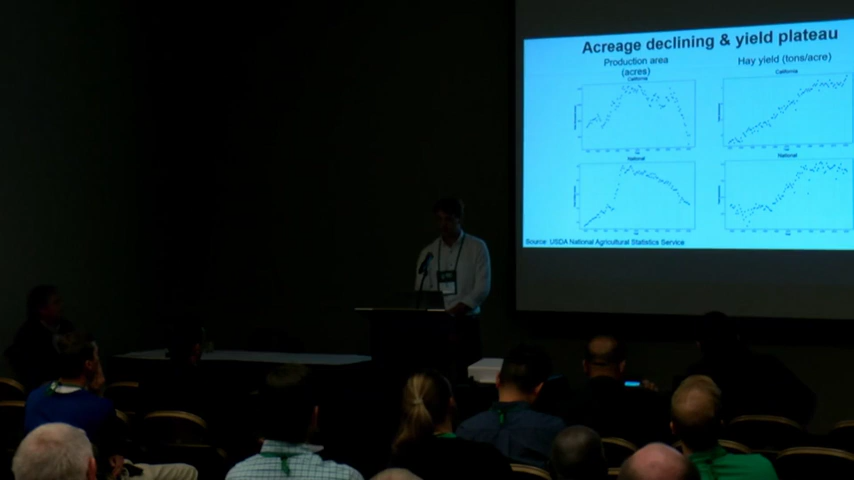 Acreage declining & yield plateau
Production area
(acres)
Hay yield (tons/acre)
California
California
National
National
Source: USDA National Agricultural Statistics Service